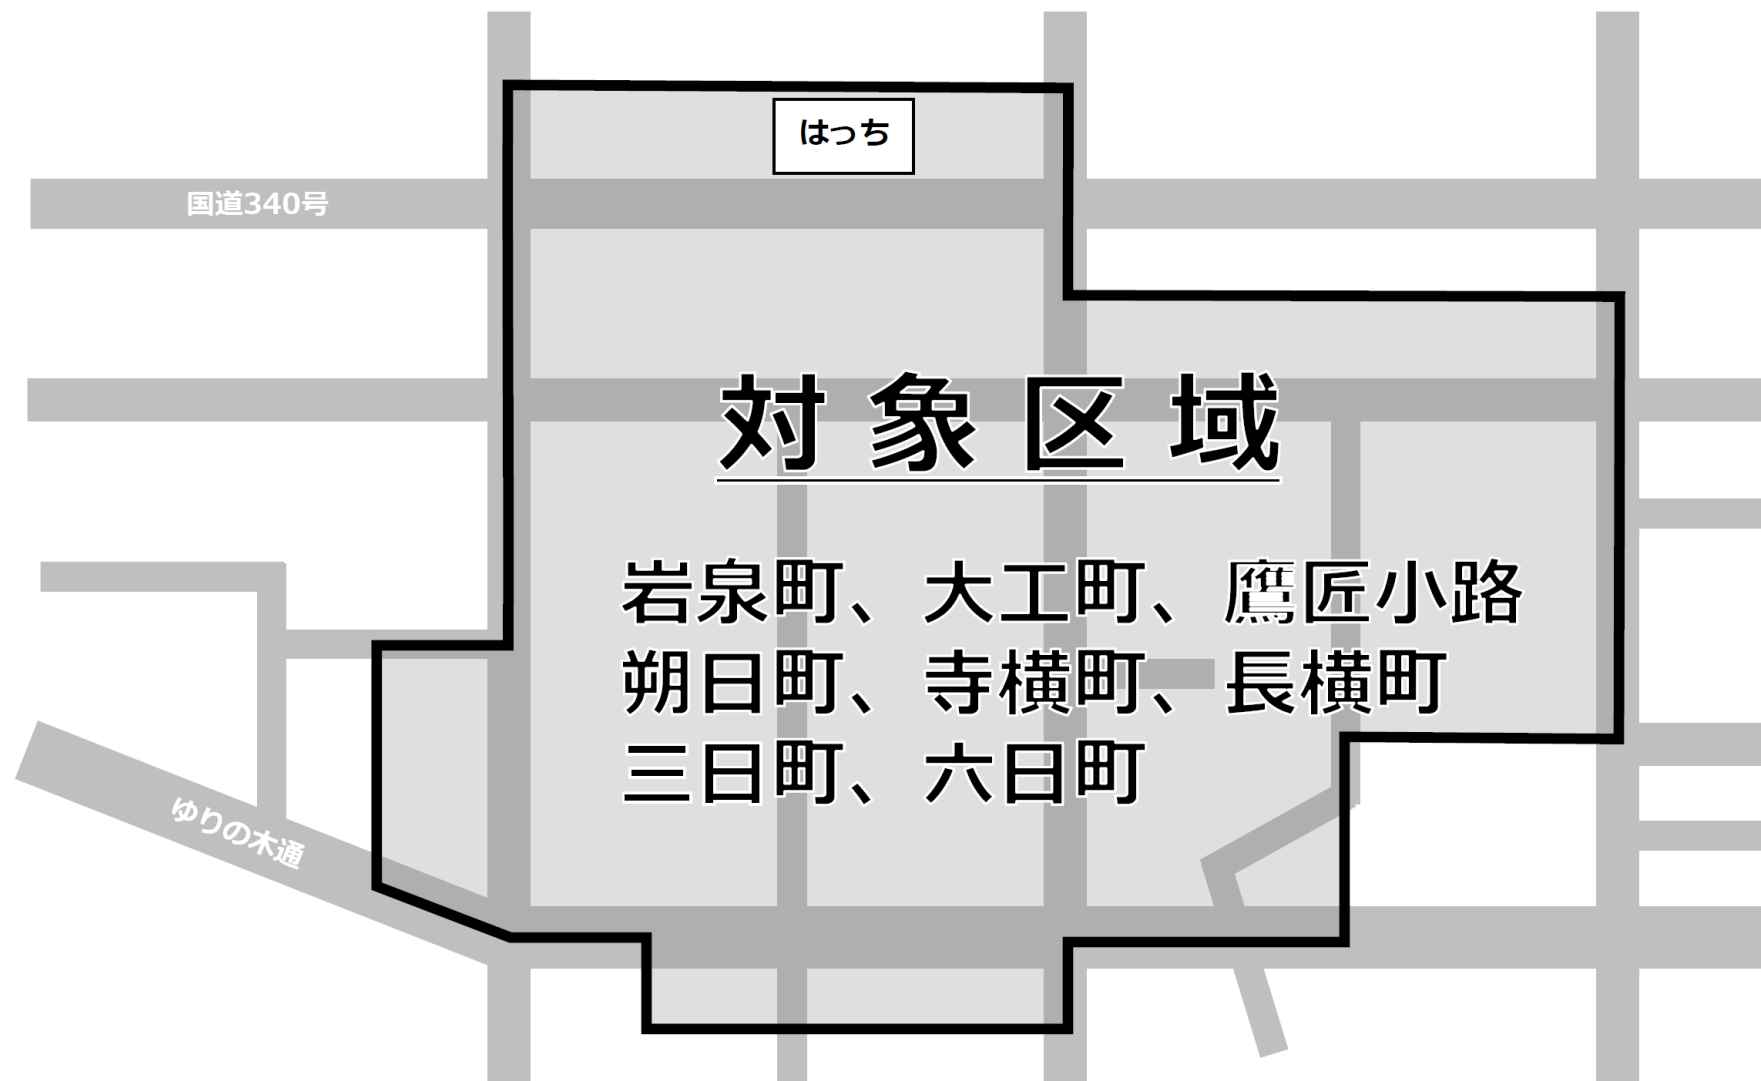 はっち
国道340号
対象区域
岩泉町、大工町、鷹匠小路
朔日町、寺横町、長横町
三日町、六日町
ゆりの木通